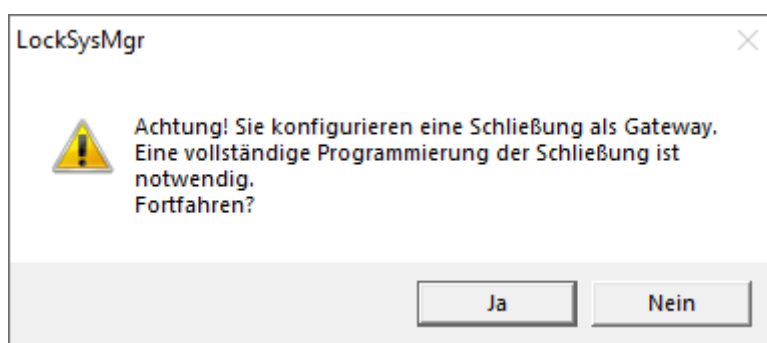 LockSysMgr
Achtung! Sie konfigurieren eine Schließung als Gateway.
Eine vollständige Programmierung der Schließung ist
notwendig.
Fortfahren?
Ja
Nein